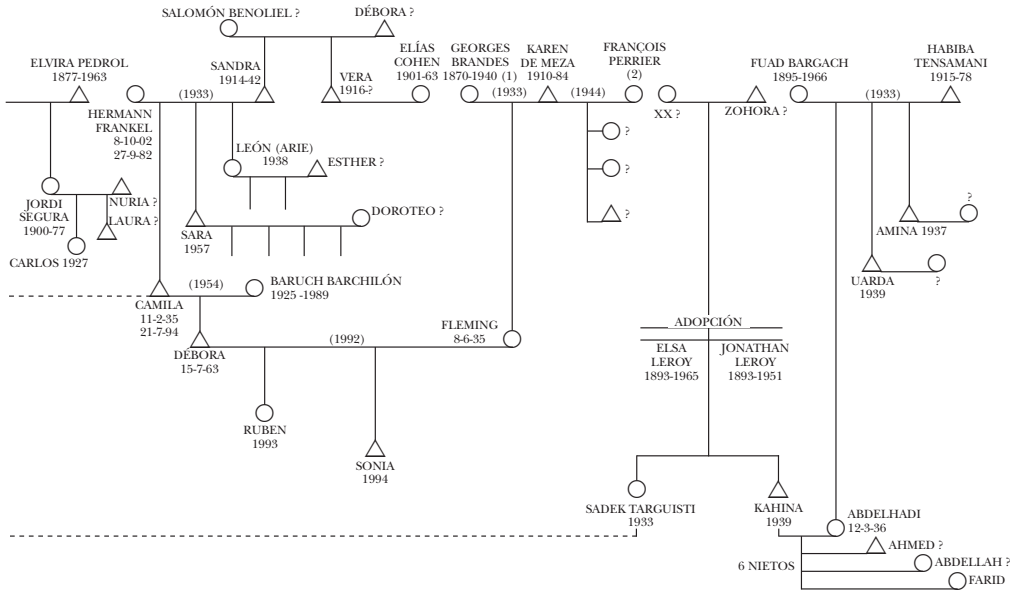 SALOMÓN BENOLIEL ?
DÉBORA ?
ELVIRA PEDROL
1877-1963
SANDRA
1914-42
VERA
1916-?
ELÍAS
COHEN
1901-63
GEORGES
BRANDES
1870-1940 (1)
KAREN
DE MEZA
1910-84
FRANÇOIS
PERRIER
(2)
FUAD BARGACH
1895-1966
HABIBA
TENSAMANI
1915-78
(1933)
(1933)
(1944)
(1933)
HERMANN
FRANKEL
8-10-02
27-9-82
XX ?
ZOHORA ?
?
?
?
LEÓN (ARIE)
1938
ESTHER ?
JORDI
SEGURA
1900-77
NURIA ?
LAURA ?
CARLOS 1927
SARA
1957
DOROTEO ?
AMINA 1937
?
UARDA
1939
?
(1954)
BARUCH BARCHILÓN
1925 -1989
CAMILA
11-2-35
21-7-94
DÉBORA
15-7-63
(1992)
FLEMING
8-6-35
ADOPCIÓN
ELSA
LEROY
1893-1965
JONATHAN
LEROY
1893-1951
RUBEN
1993
SONIA
1994
SADEK TARGUISTI
1933
KAHINA
1939
ABDELHADI
12-3-36
AHMED ?
6 NIETOS
ABDELLAH ?
FARID